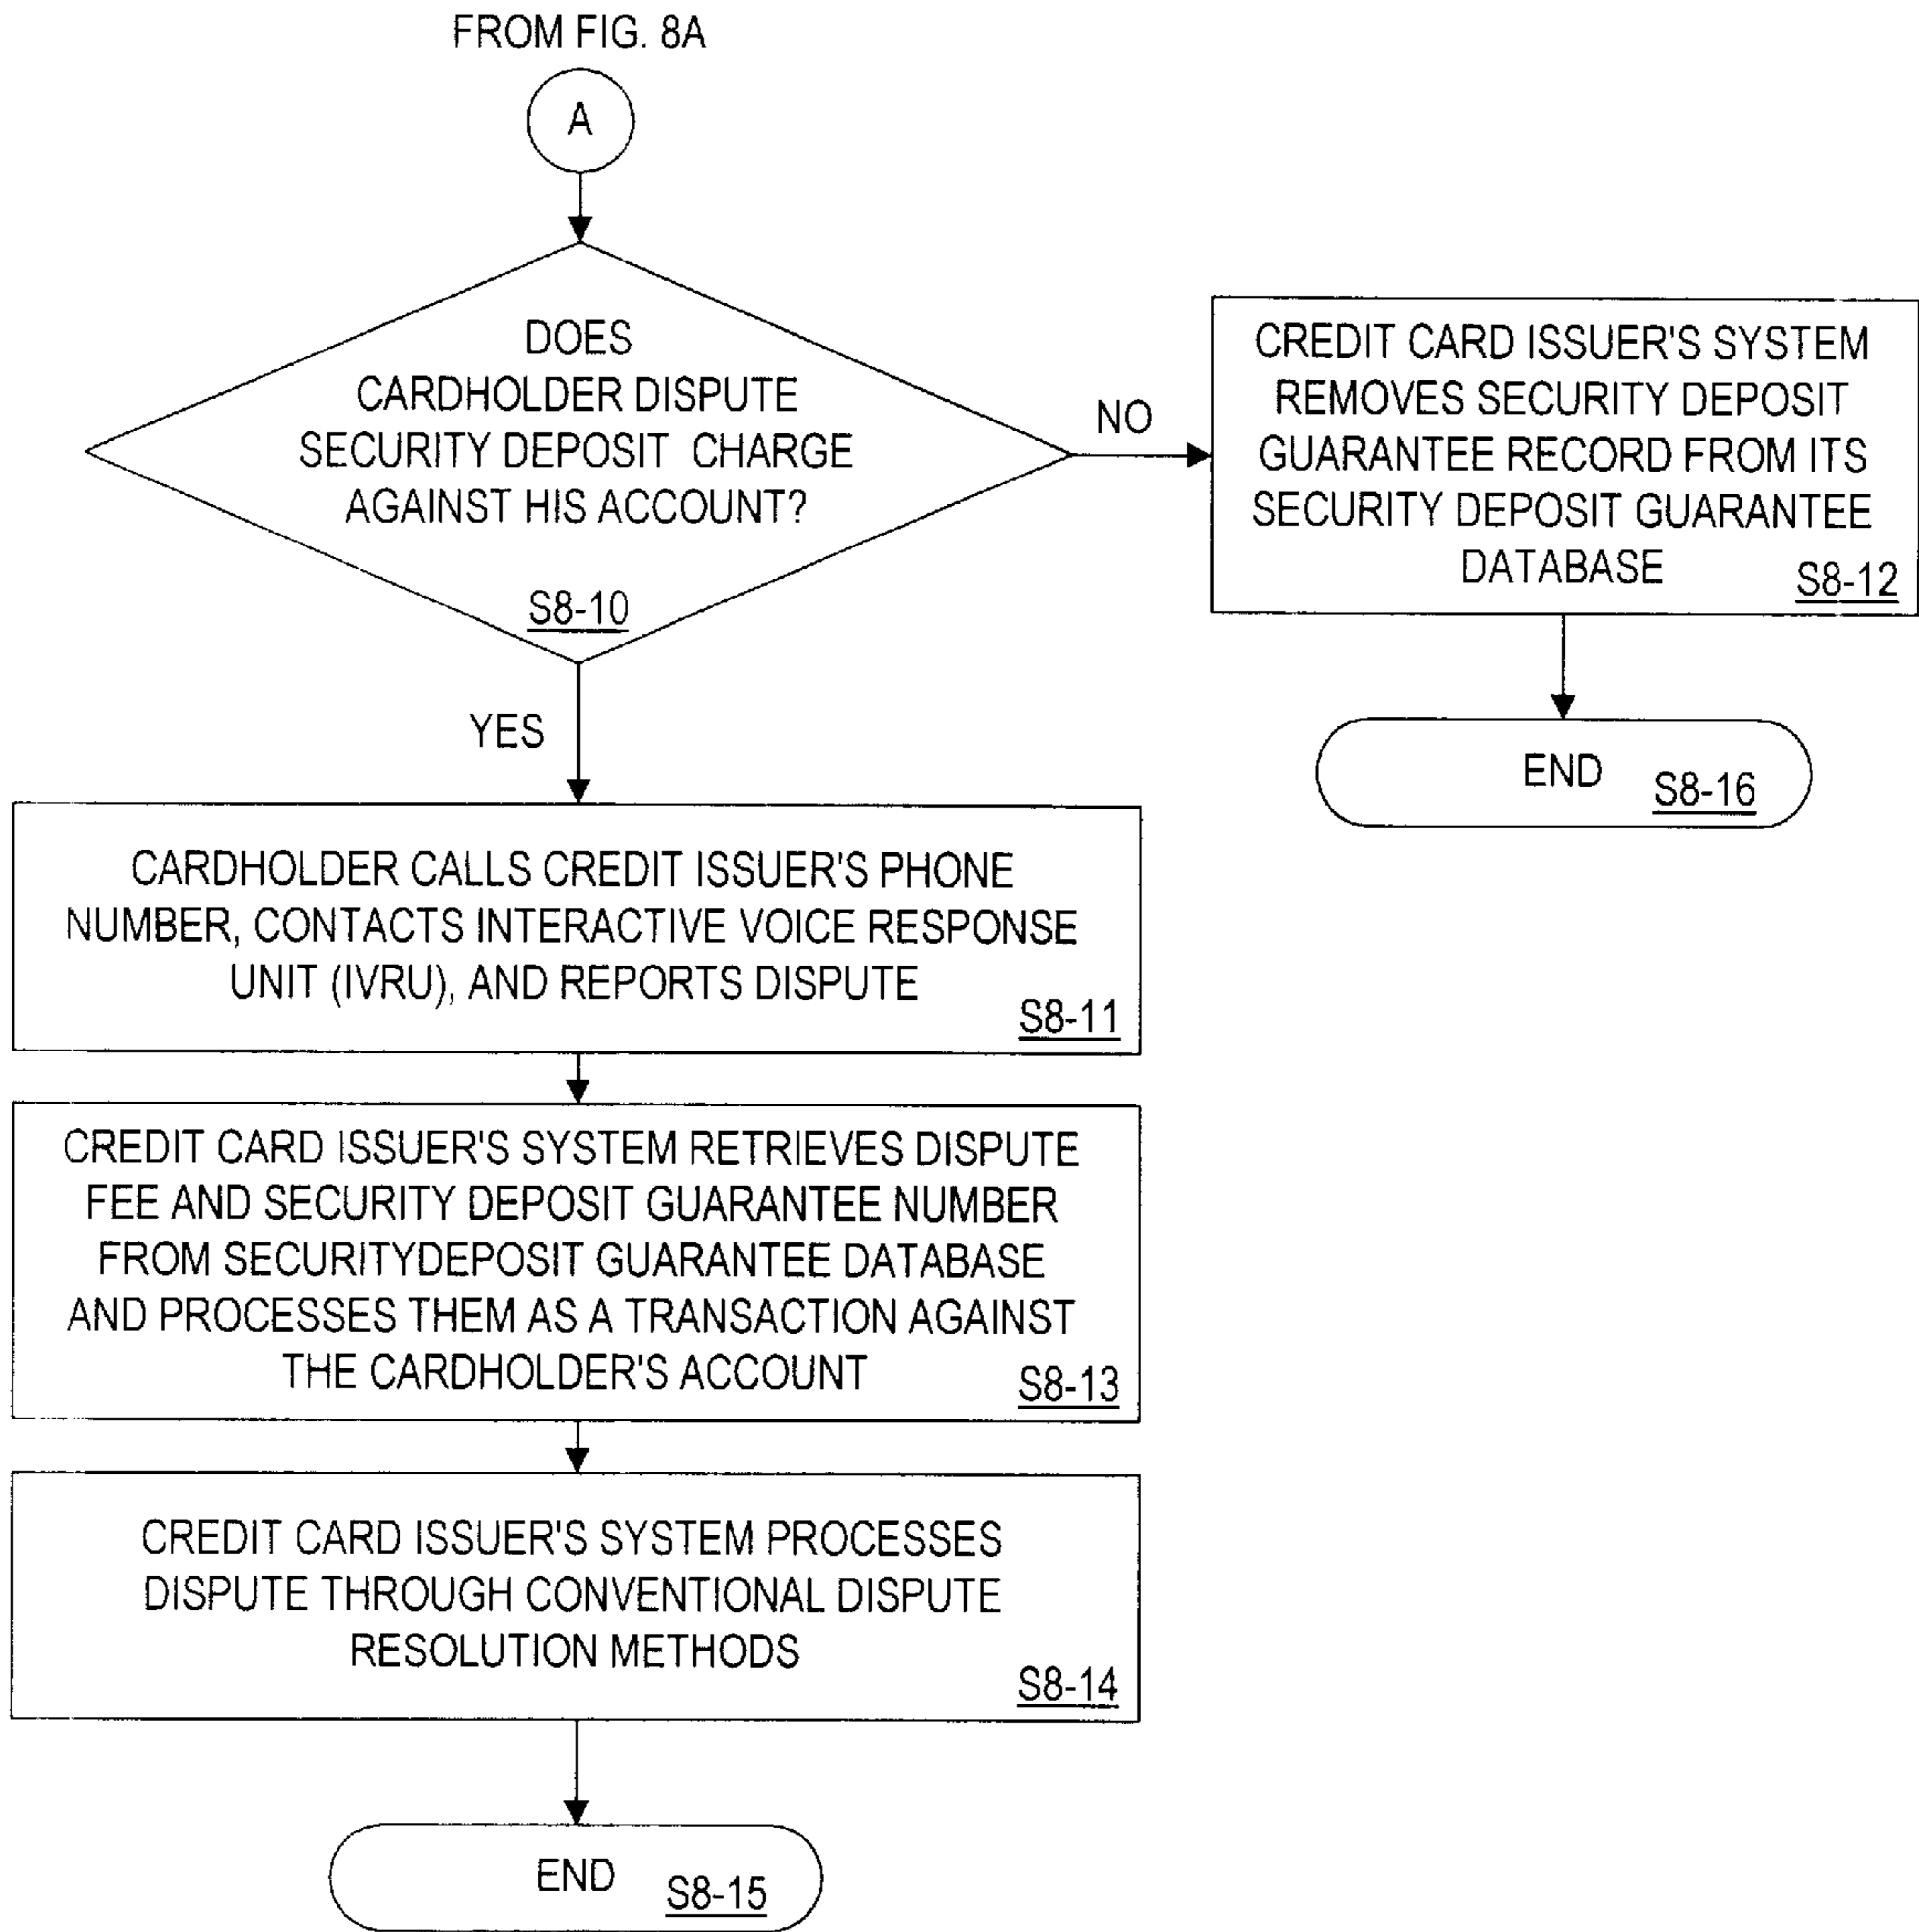 FROM FIG. 8A
A
DOES
CARDHOLDER DISPUTE
SECURITY DEPOSIT CHARGE
AGAINST HIS ACCOUNT?
S8-10
NO
CREDIT CARD ISSUER'S SYSTEM
REMOVES SECURITY DEPOSIT
GUARANTEE RECORD FROM ITS
SECURITY DEPOSIT GUARANTEE
DATABASE
S8-12
END
S8-16
YES
CARDHOLDER CALLS CREDIT ISSUER'S PHONE
NUMBER, CONTACTS INTERACTIVE VOICE RESPONSE
UNIT (IVRU), AND REPORTS DISPUTE
S8-11
CREDIT CARD ISSUER'S SYSTEM RETRIEVES DISPUTE
FEE AND SECURITY DEPOSIT GUARANTEE NUMBER
FROM SECURITYDEPOSIT GUARANTEE DATABASE
AND PROCESSES THEM AS A TRANSACTION AGAINST
THE CARDHOLDER'S ACCOUNT
S8-13
CREDIT CARD ISSUER'S SYSTEM PROCESSES
DISPUTE THROUGH CONVENTIONAL DISPUTE
RESOLUTION METHODS
S8-14
END
S8-15